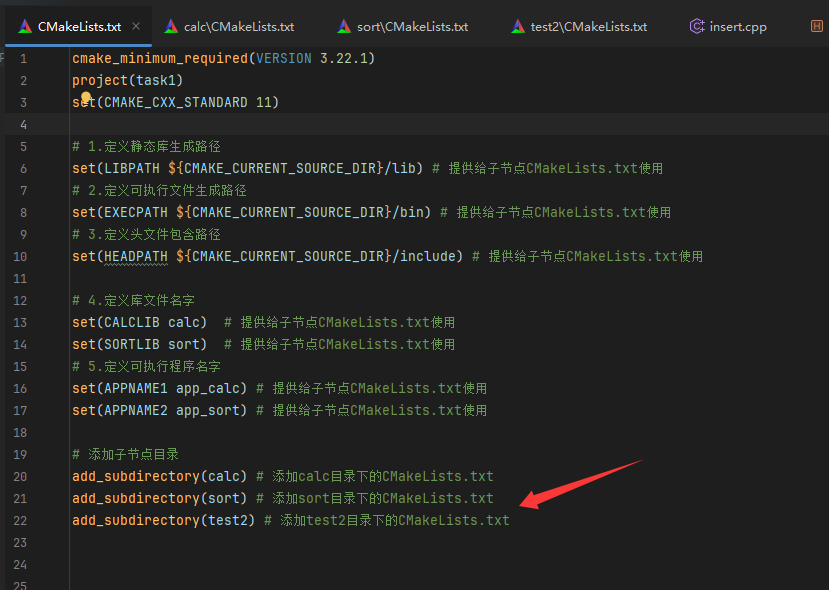 CMakeLists.txt × calc\CMakeLists.txt sort\CMakeLists.txt test2\CMakeLists.txt insert.cpp H
1 cmake_minimum_required(VERSION 3.22.1)
2 project(task1)
3 set(CMAKE_CXX_STANDARD 11)
4
5 # 1.定义静态库生成路径
6 set(LIBPATH ${CMAKE_CURRENT_SOURCE_DIR}/lib) # 提供给子节点CMakeLists.txt使用
7 # 2.定义可执行文件生成路径
8 set(EXECPATH ${CMAKE_CURRENT_SOURCE_DIR}/bin) # 提供给子节点CMakeLists.txt使用
9 # 3.定义头文件包含路径
10 set(HEADPATH ${CMAKE_CURRENT_SOURCE_DIR}/include) # 提供给子节点CMakeLists.txt使用
11
12 # 4.定义库文件名字
13 set(CALCLIB calc) # 提供给子节点CMakeLists.txt使用
14 set(SORTLIB sort) # 提供给子节点CMakeLists.txt使用
15 # 5.定义可执行程序名字
16 set(APPNAME1 app_calc) # 提供给子节点CMakeLists.txt使用
17 set(APPNAME2 app_sort) # 提供给子节点CMakeLists.txt使用
18
19 # 添加子节点目录
20 add_subdirectory(calc) # 添加calc目录下的CMakeLists.txt
21 add_subdirectory(sort) # 添加sort目录下的CMakeLists.txt
22 add_subdirectory(test2) # 添加test2目录下的CMakeLists.txt
23
24
25